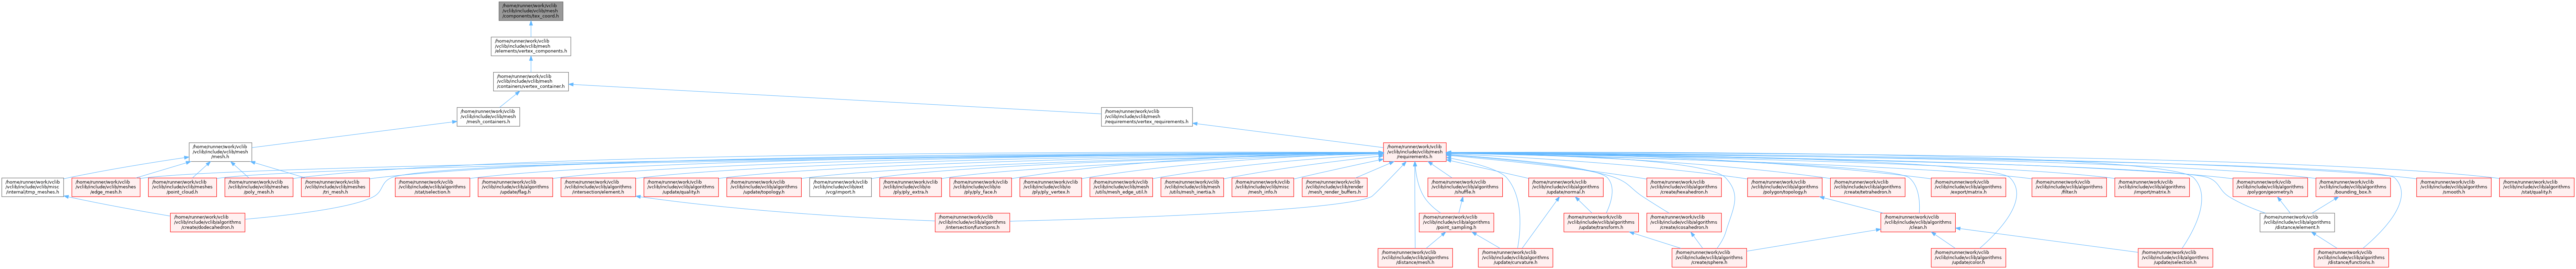 /home/runner/work/vclib
/vclib/include/vclib/mesh
/components/tex_coord.h
/home/runner/work/vclib
/vclib/include/vclib/mesh
/elements/vertex_components.h
/home/runner/work/vclib
/vclib/include/vclib/mesh
/containers/vertex_container.h
/home/runner/work/vclib
/vclib/include/vclib/mesh
/mesh_containers.h
/home/runner/work/vclib
/vclib/include/vclib/mesh
/requirements/vertex_requirements.h
/home/runner/work/vclib
/vclib/include/vclib/mesh
/mesh.h
/home/runner/work/vclib
/vclib/include/vclib/mesh
/requirements.h
/home/runner/work/vclib
/vclib/include/vclib/misc
/internal/tmp_meshes.h
/home/runner/work/vclib
/vclib/include/vclib/meshes
/edge_mesh.h
/home/runner/work/vclib
/vclib/include/vclib/meshes
/point_cloud.h
/home/runner/work/vclib
/vclib/include/vclib/meshes
/poly_mesh.h
/home/runner/work/vclib
/vclib/include/vclib/meshes
/tri_mesh.h
/home/runner/work/vclib
/vclib/include/vclib/algorithms
/stat/selection.h
/home/runner/work/vclib
/vclib/include/vclib/algorithms
/update/flag.h
/home/runner/work/vclib
/vclib/include/vclib/algorithms
/intersection/element.h
/home/runner/work/vclib
/vclib/include/vclib/algorithms
/update/quality.h
/home/runner/work/vclib
/vclib/include/vclib/algorithms
/update/topology.h
/home/runner/work/vclib
/vclib/include/vclib/ext
/vcg/import.h
/home/runner/work/vclib
/vclib/include/vclib/io
/ply/ply_extra.h
/home/runner/work/vclib
/vclib/include/vclib/io
/ply/ply_face.h
/home/runner/work/vclib
/vclib/include/vclib/io
/ply/ply_vertex.h
/home/runner/work/vclib
/vclib/include/vclib/mesh
/utils/mesh_edge_util.h
/home/runner/work/vclib
/vclib/include/vclib/mesh
/utils/mesh_inertia.h
/home/runner/work/vclib
/vclib/include/vclib/misc
/mesh_info.h
/home/runner/work/vclib
/vclib/include/vclib/render
/mesh_render_buffers.h
/home/runner/work/vclib
/vclib/include/vclib/algorithms
/shuffle.h
/home/runner/work/vclib
/vclib/include/vclib/algorithms
/update/normal.h
/home/runner/work/vclib
/vclib/include/vclib/algorithms
/create/hexahedron.h
/home/runner/work/vclib
/vclib/include/vclib/algorithms
/polygon/topology.h
/home/runner/work/vclib
/vclib/include/vclib/algorithms
/create/tetrahedron.h
/home/runner/work/vclib
/vclib/include/vclib/algorithms
/export/matrix.h
/home/runner/work/vclib
/vclib/include/vclib/algorithms
/filter.h
/home/runner/work/vclib
/vclib/include/vclib/algorithms
/import/matrix.h
/home/runner/work/vclib
/vclib/include/vclib/algorithms
/polygon/geometry.h
/home/runner/work/vclib
/vclib/include/vclib/algorithms
/bounding_box.h
/home/runner/work/vclib
/vclib/include/vclib/algorithms
/smooth.h
/home/runner/work/vclib
/vclib/include/vclib/algorithms
/stat/quality.h
/home/runner/work/vclib
/vclib/include/vclib/algorithms
/create/dodecahedron.h
/home/runner/work/vclib
/vclib/include/vclib/algorithms
/intersection/functions.h
/home/runner/work/vclib
/vclib/include/vclib/algorithms
/point_sampling.h
/home/runner/work/vclib
/vclib/include/vclib/algorithms
/update/transform.h
/home/runner/work/vclib
/vclib/include/vclib/algorithms
/create/icosahedron.h
/home/runner/work/vclib
/vclib/include/vclib/algorithms
/clean.h
/home/runner/work/vclib
/vclib/include/vclib/algorithms
/distance/element.h
/home/runner/work/vclib
/vclib/include/vclib/algorithms
/distance/mesh.h
/home/runner/work/vclib
/vclib/include/vclib/algorithms
/update/curvature.h
/home/runner/work/vclib
/vclib/include/vclib/algorithms
/create/sphere.h
/home/runner/work/vclib
/vclib/include/vclib/algorithms
/update/color.h
/home/runner/work/vclib
/vclib/include/vclib/algorithms
/update/selection.h
/home/runner/work/vclib
/vclib/include/vclib/algorithms
/distance/functions.h